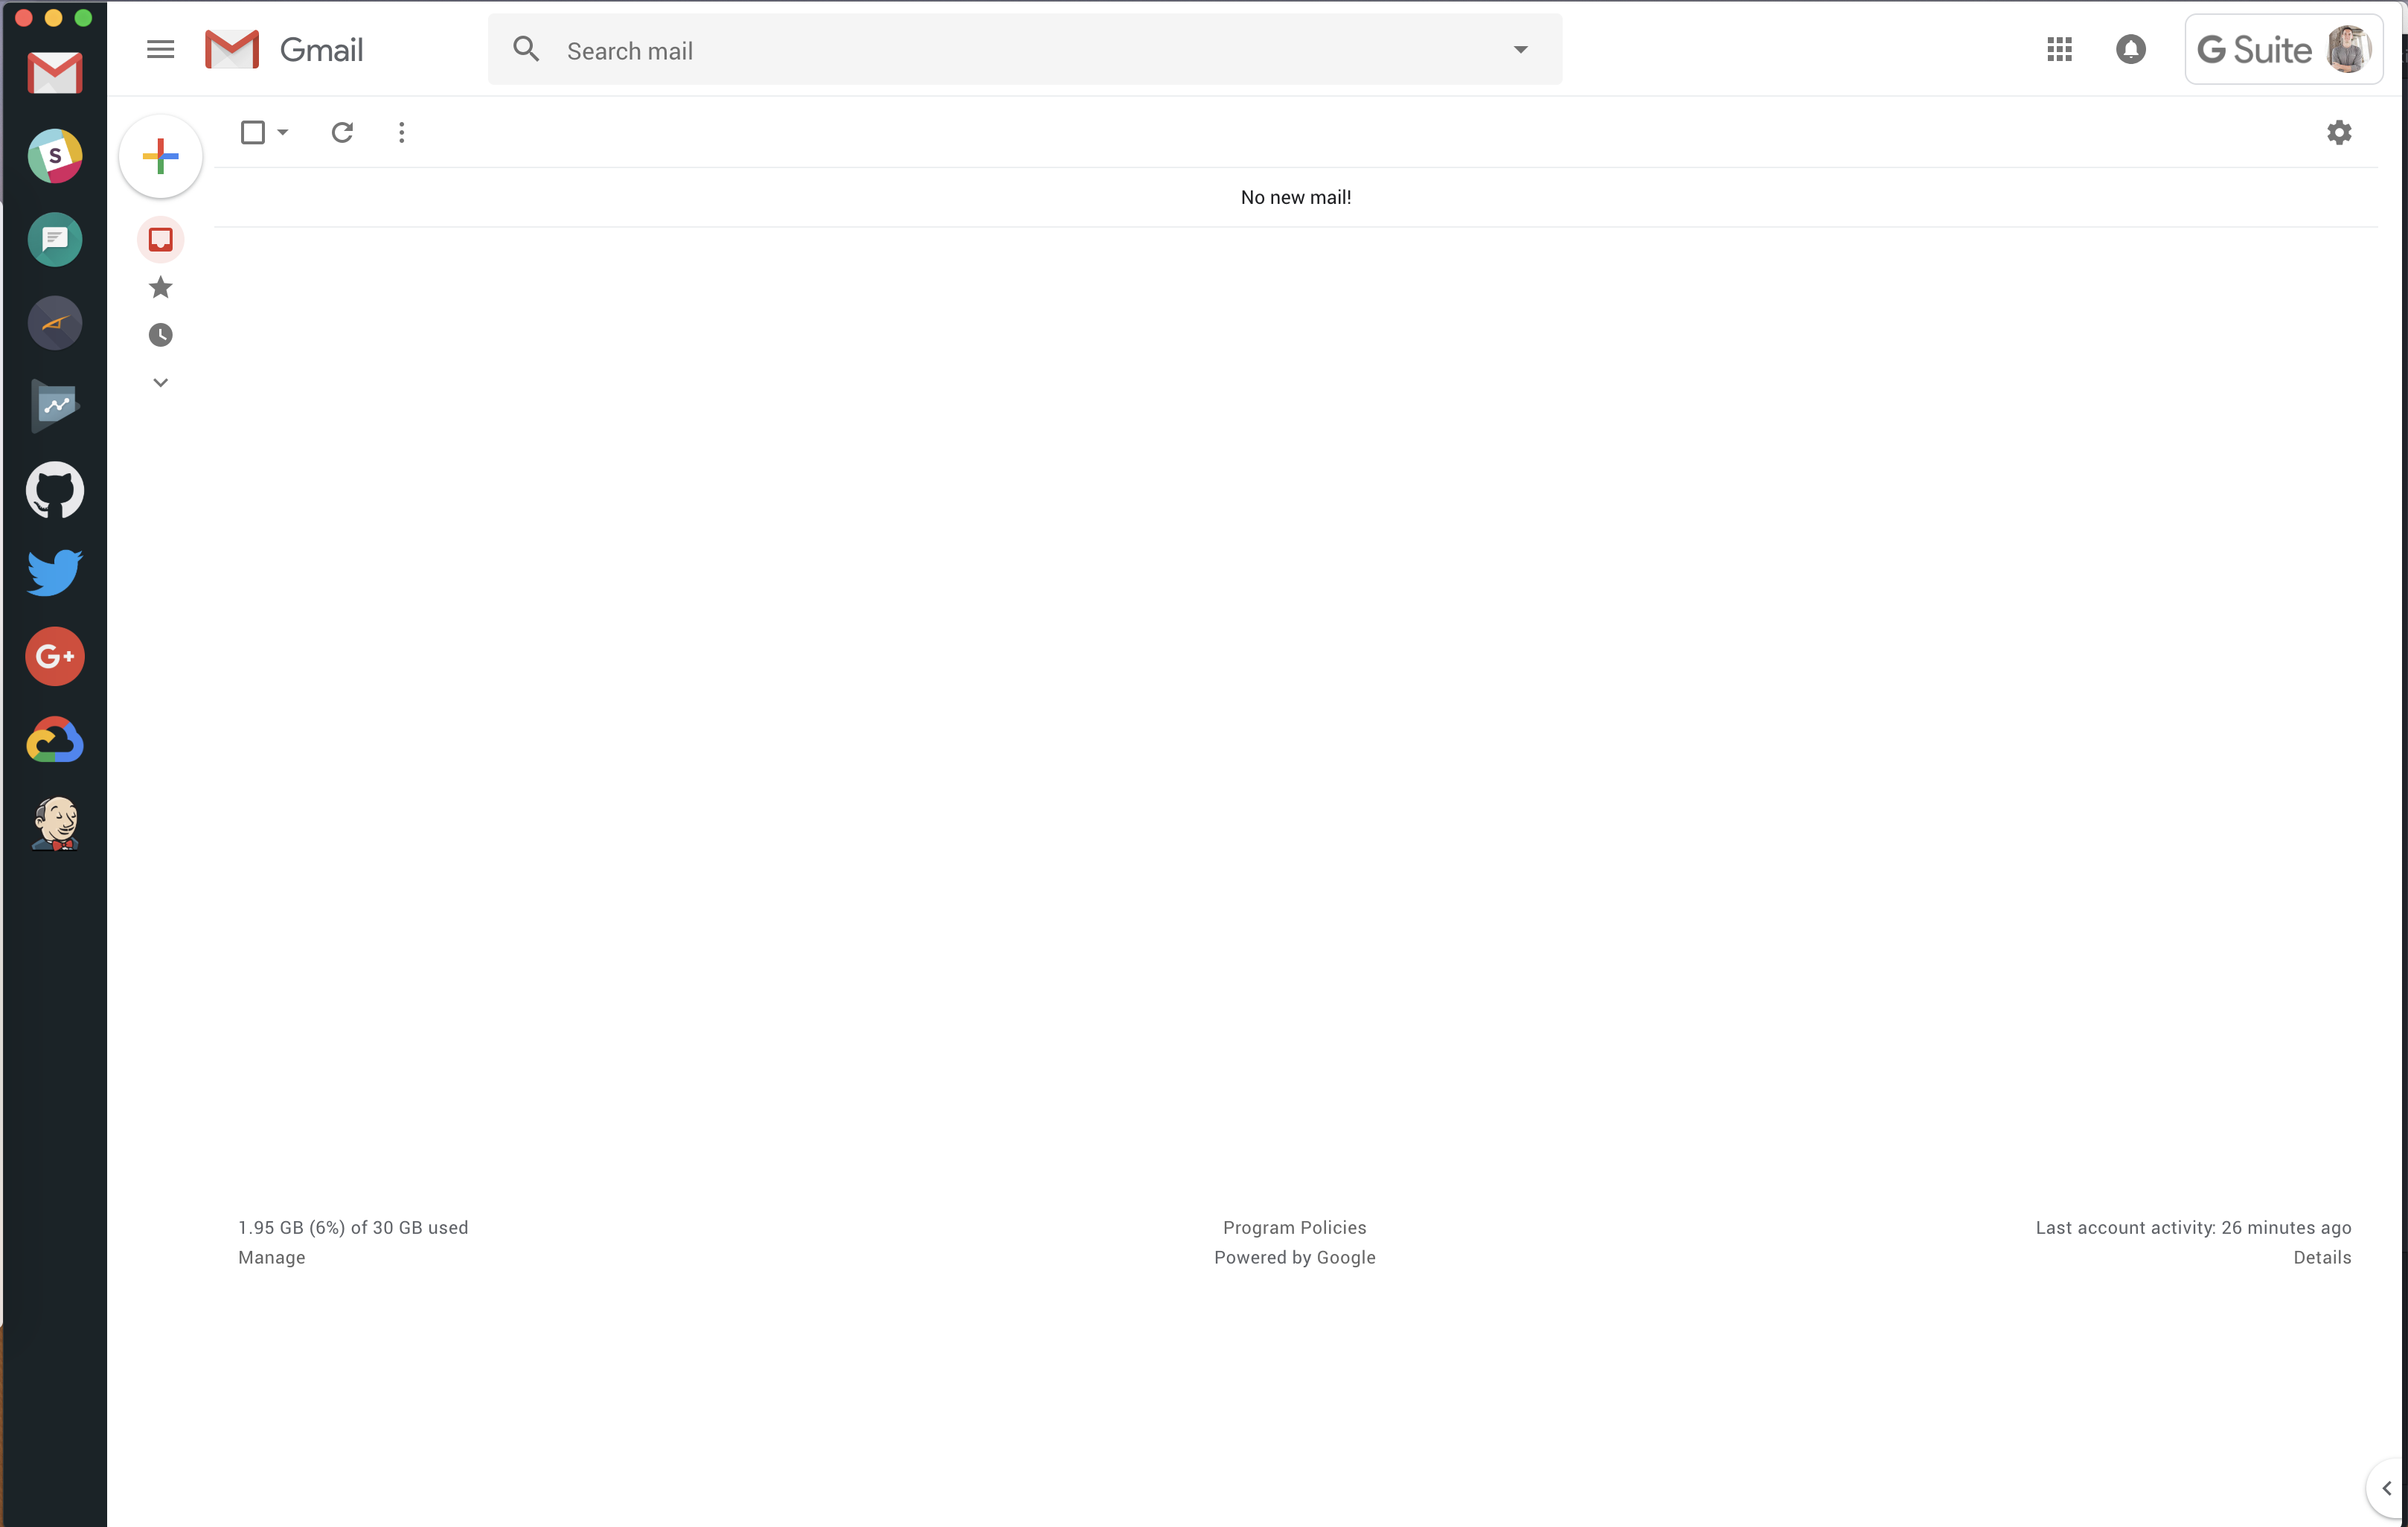 Gmail
Search mail
G Suite
S
No new mail!
G+
1.95 GB (6%) of 30 GB used
Manage
Program Policies
Powered by Google
Last account activity: 26 minutes ago
Details